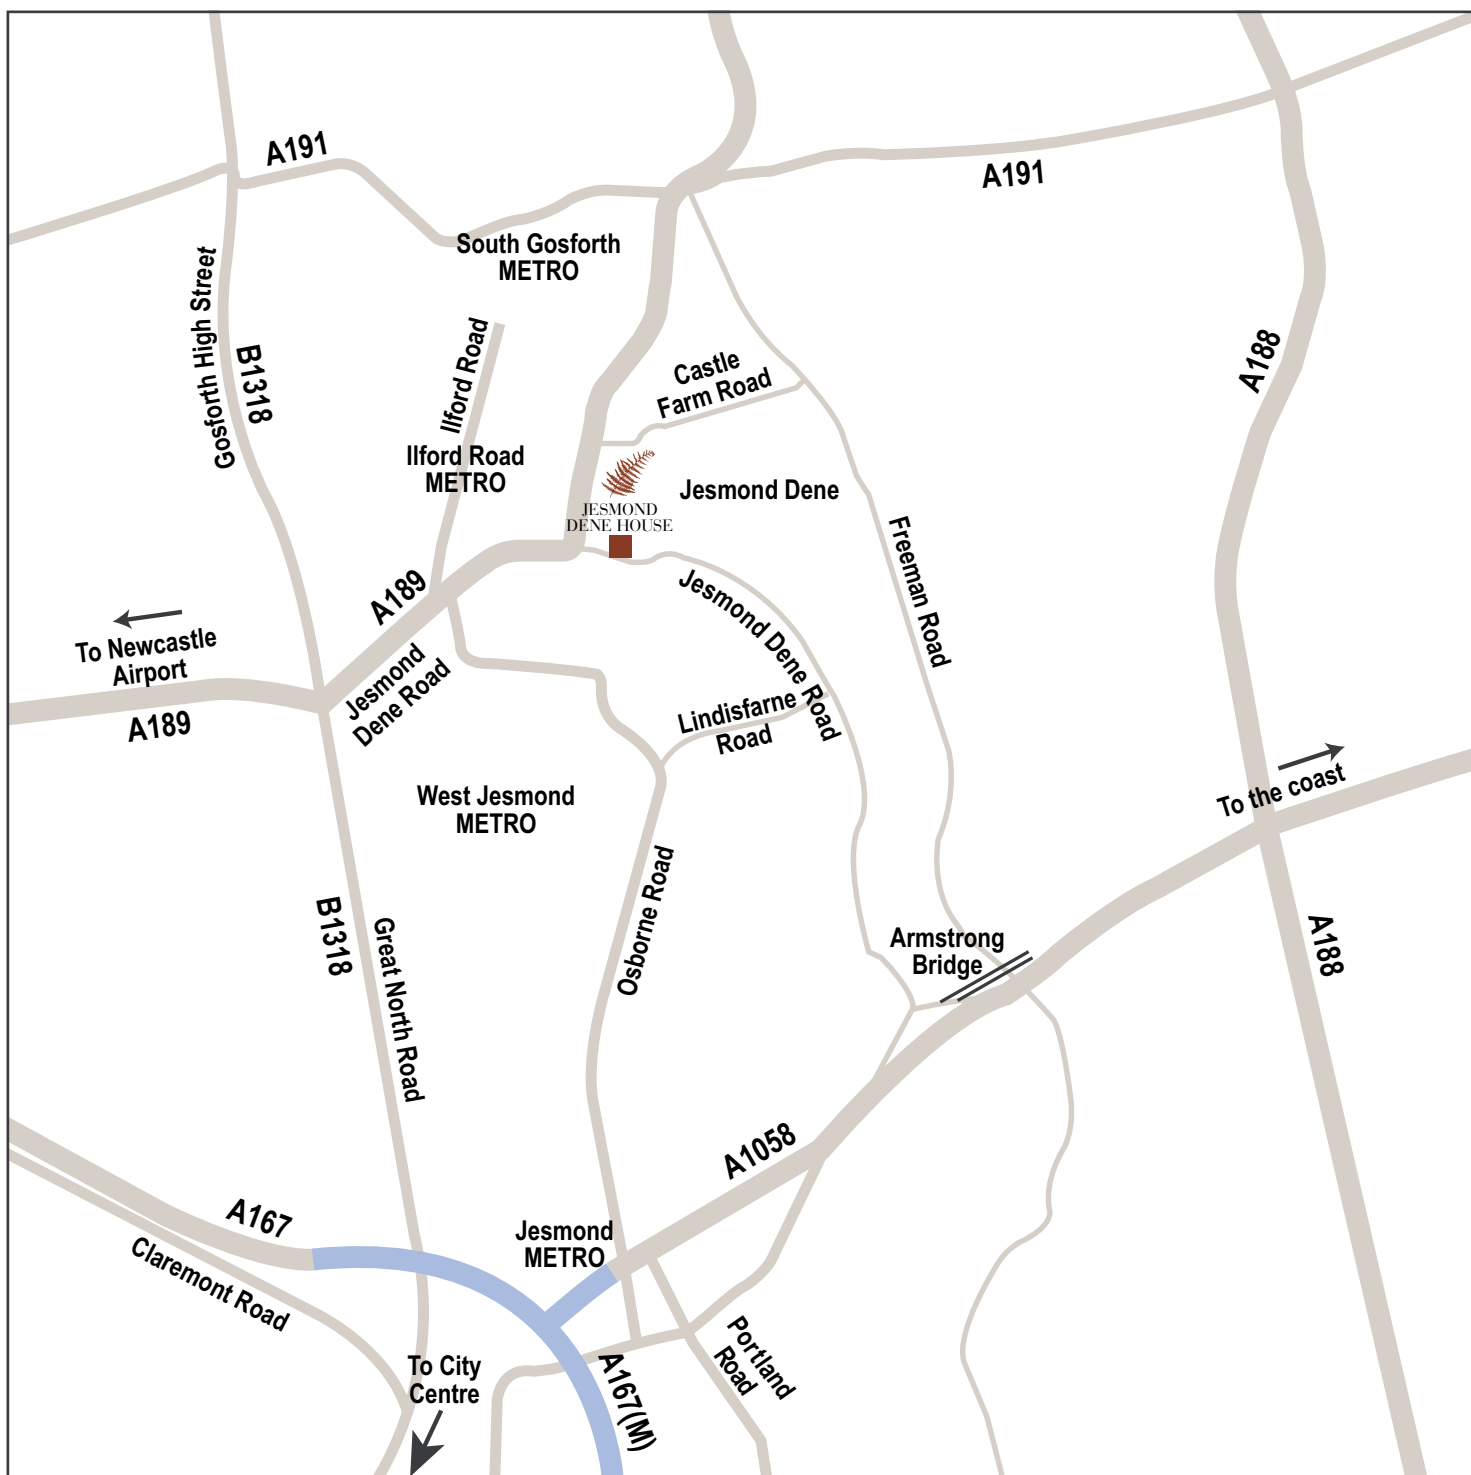 A191
A191
South Gosforth
METRO
Gosforth High Street
B1318
Ilford Road
Castle
Farm Road
A188
Ilford Road
METRO
Jesmond Dene
JESMOND
DENE HOUSE
Freeman Road
A189
Jesmond Dene Road
To Newcastle
Airport
A189
Jesmond
Dene Road
Lindisfarne
Road
West Jesmond
METRO
To the coast
Osborne Road
B1318
Great North Road
Armstrong
Bridge
A188
A1058
A167
Claremont Road
Jesmond
METRO
Portland
Road
To City
Centre
A167(M)